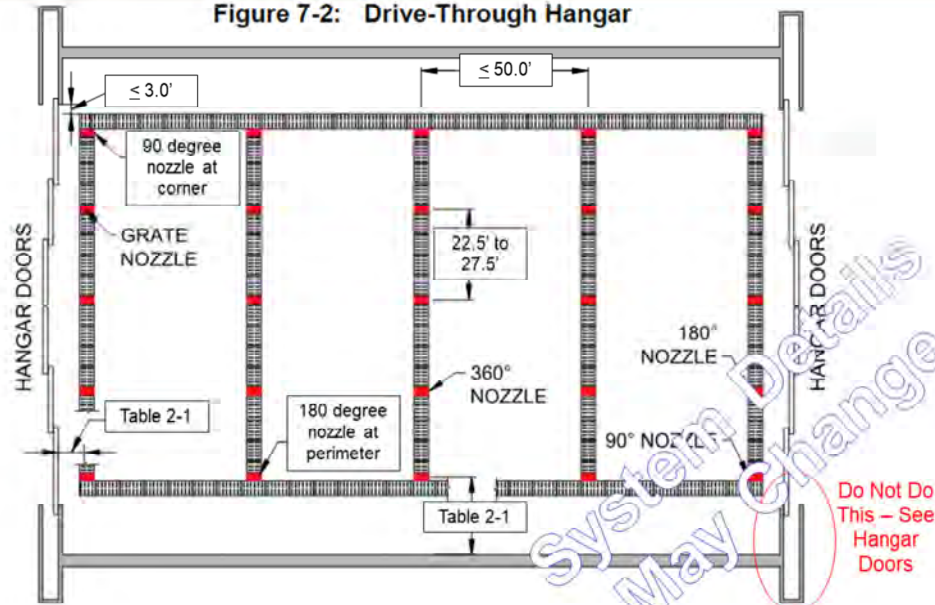 Figure 7-2: Drive-Through Hangar
≤ 50.0'
≤ 3.0'
90 degree
nozzle at
corner
GRATE
NOZZLE
22.5' to
27.5'
HANGAR DOORS
HANGAR DOORS
180°
NOZZLE
360°
NOZZLE
Table 2-1
180 degree
nozzle at
perimeter
90° NOZZLE
Table 2-1
Do Not Do
This – See
Hangar
Doors
System Details
May Change